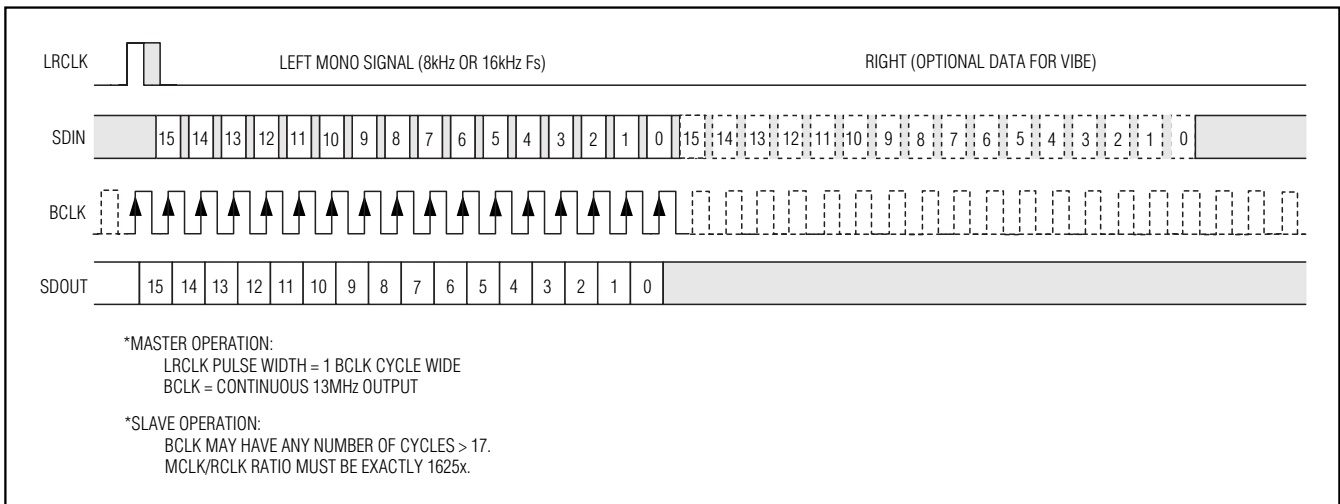 LRCLK LEFT MONO SIGNAL (8kHz OR 16kHz Fs) RIGHT (OPTIONAL DATA FOR VIBE)
SDIN 15 14 13 12 11 10 9 8 7 6 5 4 3 2 1 0 15 14 13 12 11 10 9 8 7 6 5 4 3 2 1 0
BCLK
SDOUT 15 14 13 12 11 10 9 8 7 6 5 4 3 2 1 0
*MASTER OPERATION:
LRCLK PULSE WIDTH = 1 BCLK CYCLE WIDE
BCLK = CONTINUOUS 13MHz OUTPUT
*SLAVE OPERATION:
BCLK MAY HAVE ANY NUMBER OF CYCLES > 17.
MCLK/RCLK RATIO MUST BE EXACTLY 1625x.